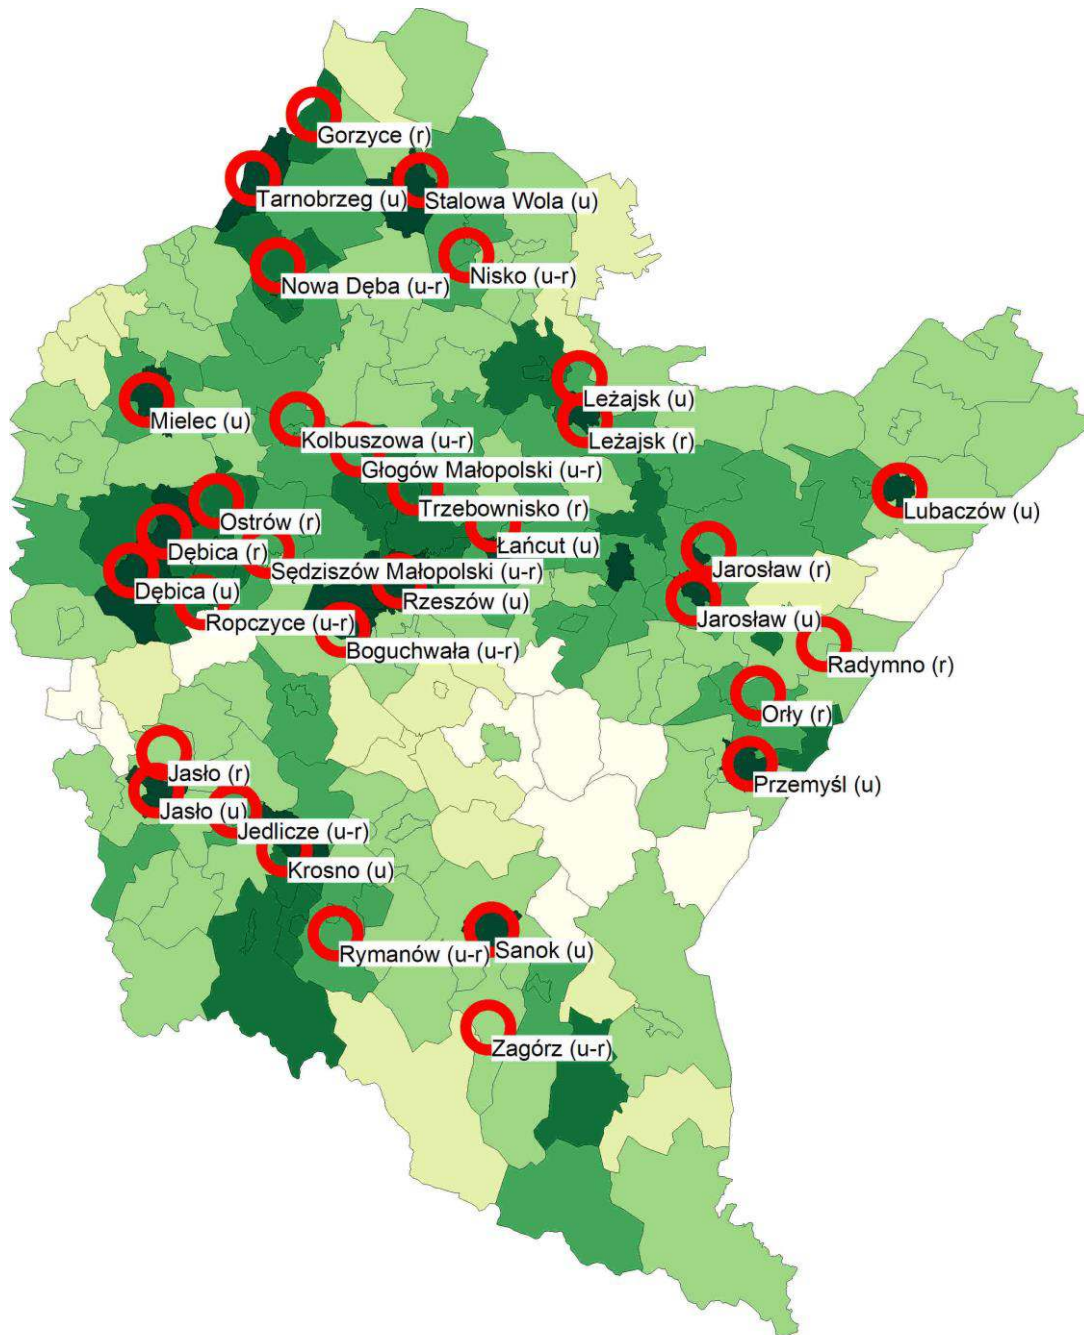 Gorzyce (r)
Tarnobrzeg (u)
Stalowa Wola (u)
Nowa Dęba (u-r)
Nisko (u-r)
Mielec (u)
Leżajsk (u)
Kolbuszowa (u-r)
Leżajsk (r)
Głogów Małopolski (u-r)
Trzebownisko (r)
Lubaczów (u)
Ostrów (r)
Łańcut (u)
Dębica (r)
Jarosław (r)
Sędziszów Małopolski (u-r)
Dębica (u)
Rzeszów (u)
Ropczyce (u-r)
Jarosław (u)
Boguchwała (u-r)
Radymno (r)
Orły (r)
Jasło (r)
Przemyśl (u)
Jasło (u)
Jedlicze (u-r)
Krosno (u)
Rymanów (u-r)
Sanok (u)
Zagórz (u-r)